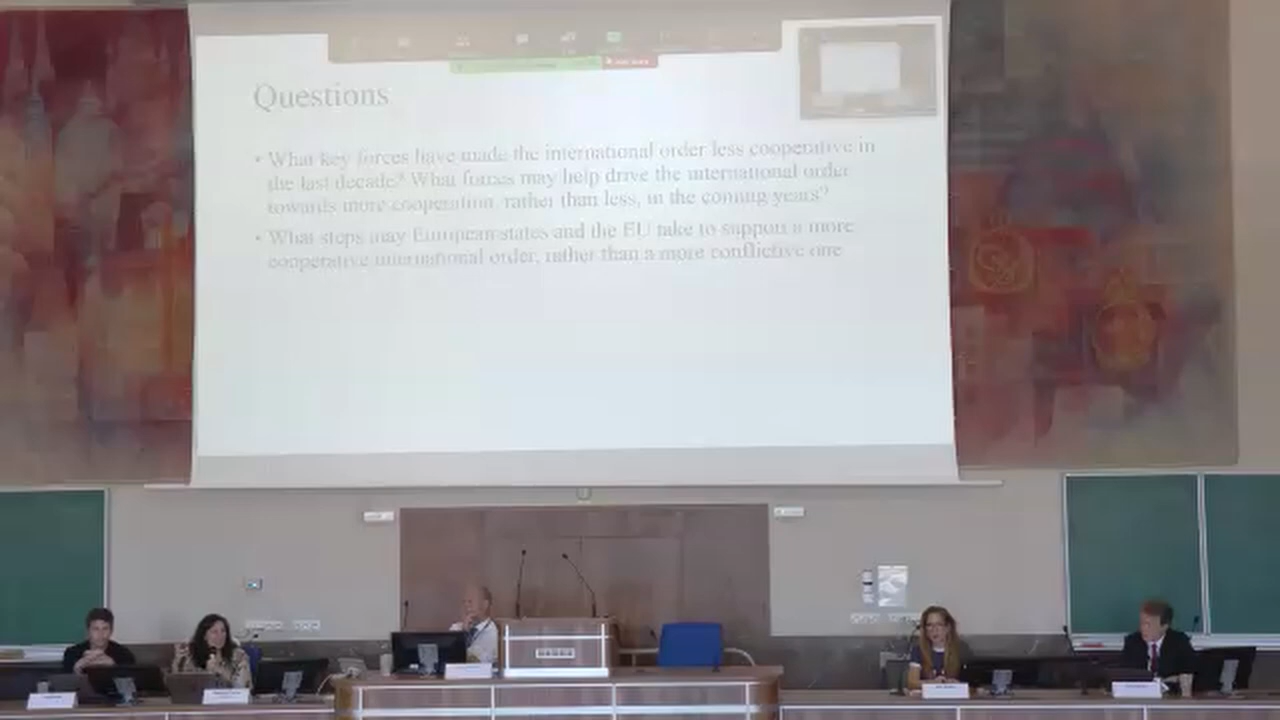 Questions
• What key forces have made the international order less cooperative in
the last decade? What forces may help drive the international order
towards more cooperation, rather than less, in the coming years?
• What steps may European states and the EU take to support a more
cooperative international order, rather than a more conflictive one